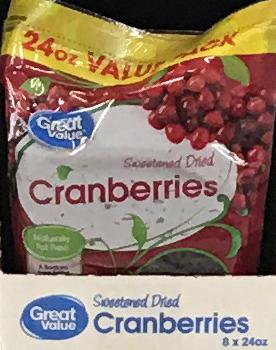 24oz VALUE PACK
Great
Value
Sweetened Dried
Cranberries
Naturally
Fat Free
Great
Value
Sweetened Dried
Cranberries
8 x 24oz